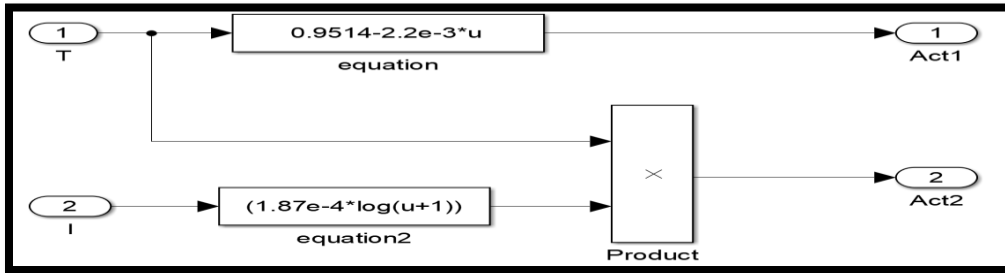 1
T
0.9514-2.2e-3*u
equation
1
Act1
2
I
(1.87e-4*log(u+1))
equation2
×
Product
2
Act2